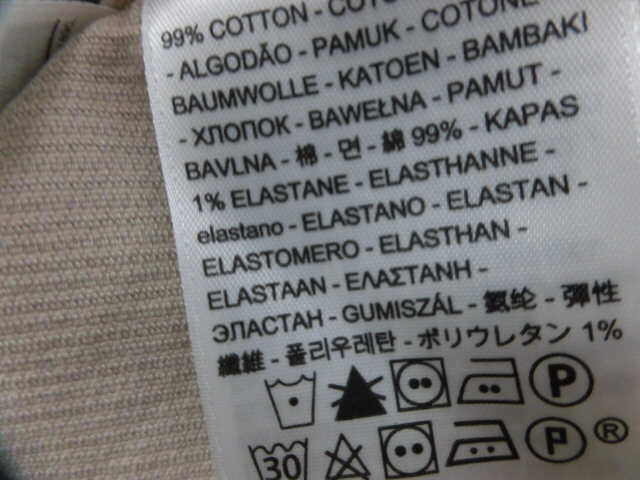 99% COTTON - COTO
- ALGODÃO - PAMUK - COTONE
BAUMWOLLE - KATOEN - BAMBAKI
- ХЛОПОК - BAWEŁNA - PAMUT -
BAVLNA - 棉 - 면 - 綿 99% - KAPAS
1% ELASTANE - ELASTHANNE -
elastano - ELASTANO - ELASTAN -
ELASTOMERO - ELASTHAN -
ELASTAAN - ΕΛΑΣΤΑΝΗ -
ЭЛАСТАН - GUMISZÁL - 氨纶 - 彈性
纖維 - 폴리우레탄 - ポリウレタン 1%
P
30 P ®